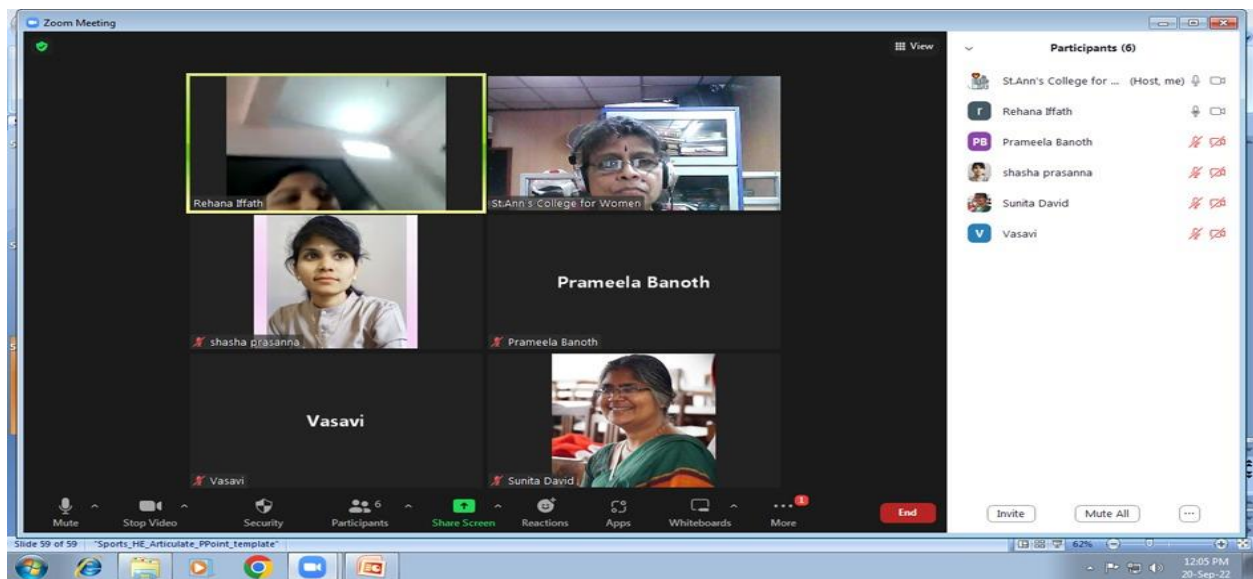 Zoom Meeting
View
Participants (6)
Rehana Iffath
St.Ann's College for Women
shasha prasanna
Prameela Banoth
Prameela Banoth
Vasavi
Vasavi
Sunita David
St.Ann's College for ... (Host, me)
r Rehana Iffath
PB Prameela Banoth
shasha prasanna
Sunita David
V Vasavi
Mute
Stop Video
Security
6
Participants
Share Screen
Reactions
Apps
Whiteboards
1
More
End
Invite
Mute All
Slide 59 of 59 "Sports_HE_Articulate_PPoint_template"
62%
12:05 PM
20-Sep-22